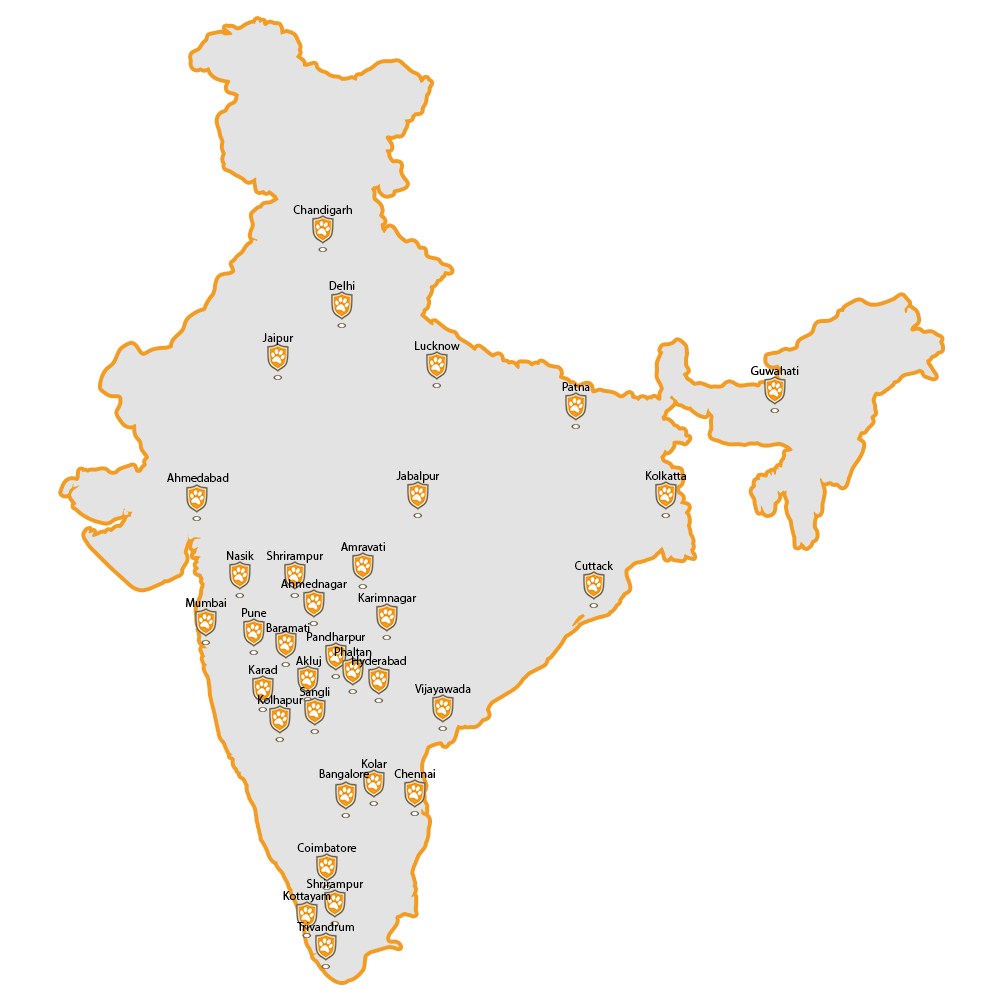 Chandigarh
Delhi
Jaipur
Lucknow
Guwahati
Patna
Ahmedabad
Jabalpur
Kolkatta
Amravati
Nasik
Shrirampur
Cuttack
Ahmednagar
Karimnagar
Mumbai
Pune
Baramati
Pandharpur
Phaltan
Akluj
Hyderabad
Karad
Sangli
Vijayawada
Kolhapur
Kolar
Bangalore
Chennai
Coimbatore
Shrirampur
Kottayam
Trivandrum